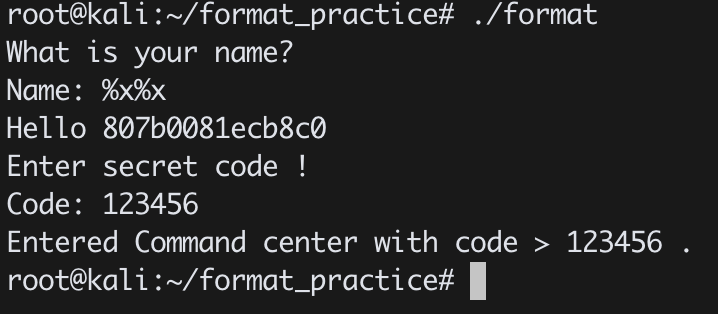 root@kali:~/format_practice# ./format
What is your name?
Name: %x%x
Hello 807b0081ecb8c0
Enter secret code !
Code: 123456
Entered Command center with code > 123456 .
root@kali:~/format_practice#